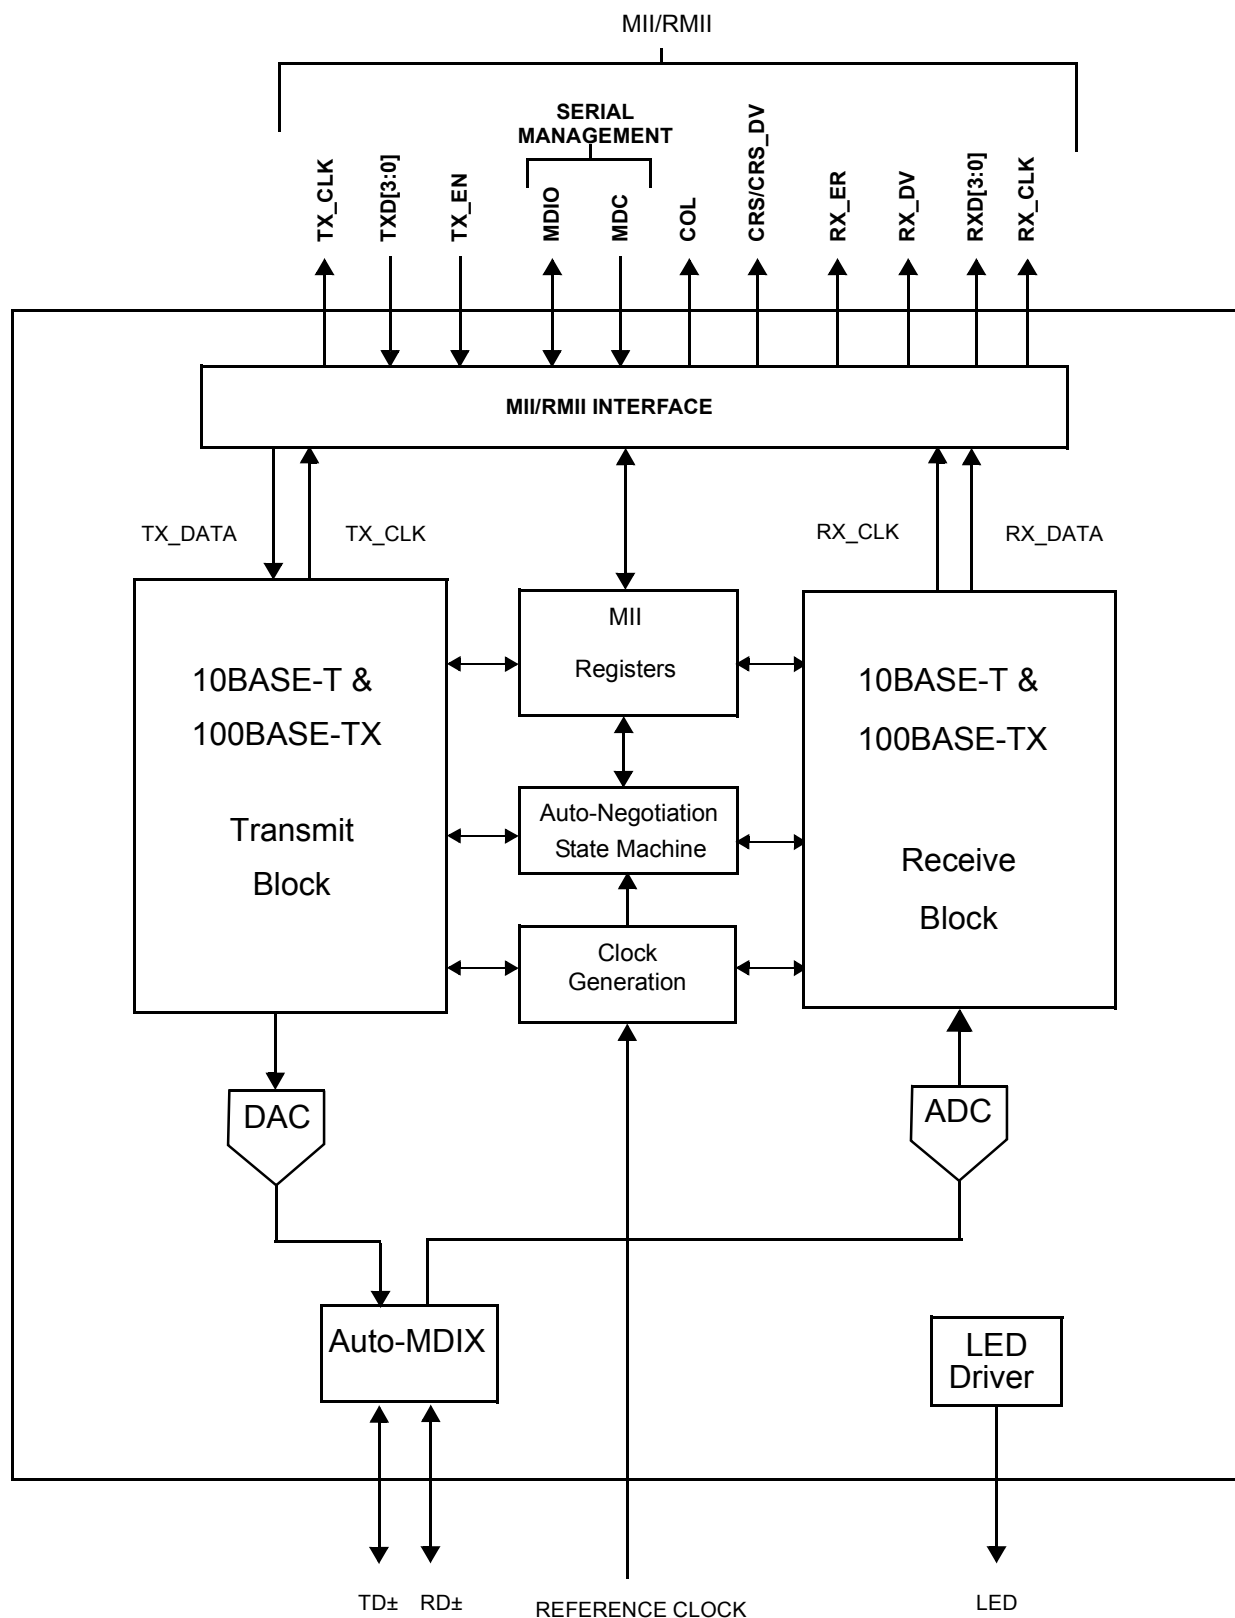 MII/RMII
SERIAL
MANAGEMENT
TX_CLK
TXD[3:0]
TX_EN
MDIO
MDC
COL
CRS/CRS_DV
RX_ER
RX_DV
RXD[3:0]
RX_CLK
MII/RMII INTERFACE
TX_DATA
TX_CLK
RX_CLK
RX_DATA
10BASE-T &
100BASE-TX
Transmit
Block
MII
Registers
Auto-Negotiation
State Machine
Clock
Generation
10BASE-T &
100BASE-TX
Receive
Block
DAC
ADC
Auto-MDIX
LED
Driver
TD±
RD±
REFERENCE CLOCK
LED